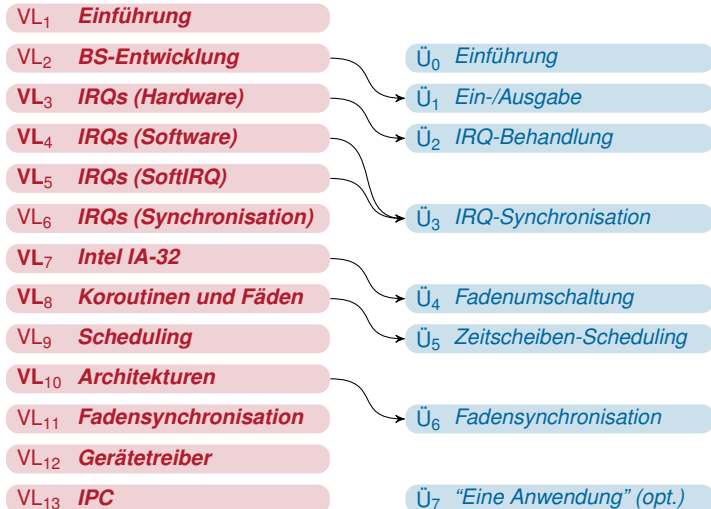 VL₁ Einführung
VL₂ BS-Entwicklung
Ü₀ Einführung
VL₃ IRQs (Hardware)
Ü₁ Ein-/Ausgabe
VL₄ IRQs (Software)
Ü₂ IRQ-Behandlung
VL₅ IRQs (SoftIRQ)
VL₆ IRQs (Synchronisation)
Ü₃ IRQ-Synchronisation
VL₇ Intel IA-32
VL₈ Koroutinen und Fäden
Ü₄ Fadenumschaltung
VL₉ Scheduling
Ü₅ Zeitscheiben-Scheduling
VL₁₀ Architekturen
VL₁₁ Fadensynchronisation
Ü₆ Fadensynchronisation
VL₁₂ Gerätetreiber
VL₁₃ IPC
Ü₇ “Eine Anwendung” (opt.)